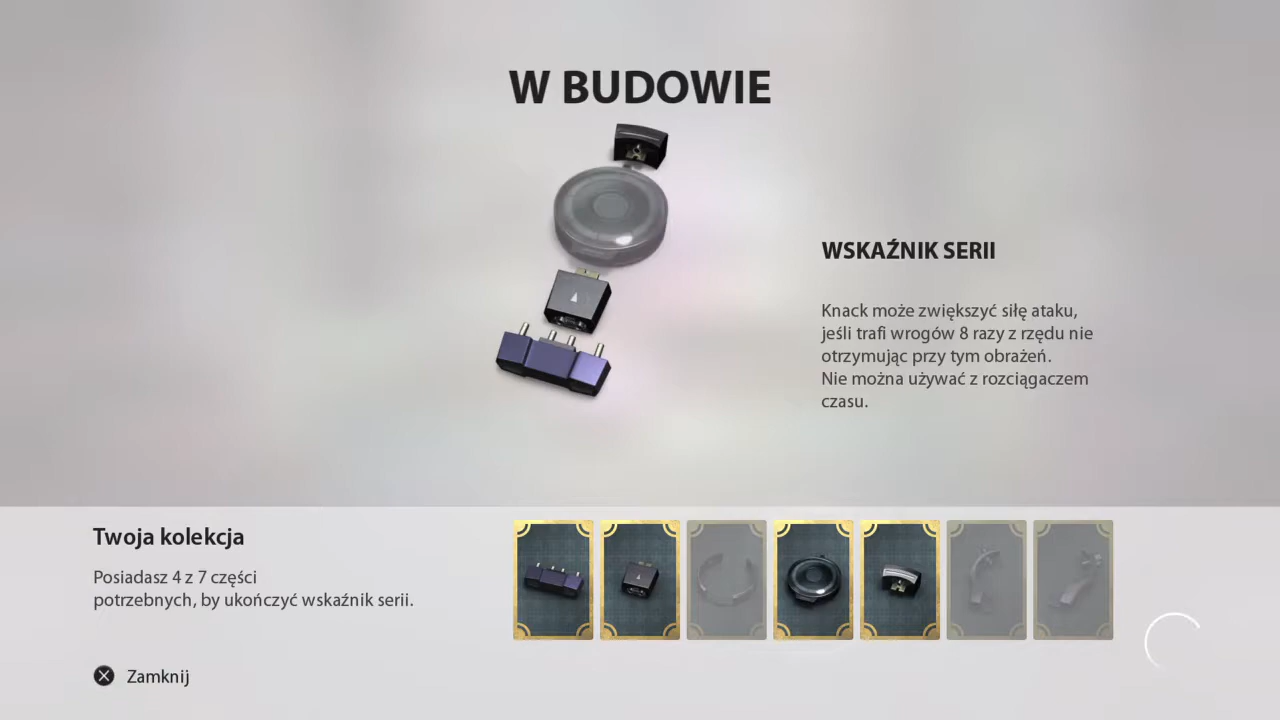 W BUDOWIE
WSKAŹNIK SERII
Knack może zwiększyć siłę ataku,
jeśli trafi wrogów 8 razy z rzędu nie
otrzymując przy tym obrażeń.
Nie można używać z rozciągaczem
czasu.
Twoja kolekcja
Posiadasz 4 z 7 części
potrzebnych, by ukończyć wskaźnik serii.
Zamknij